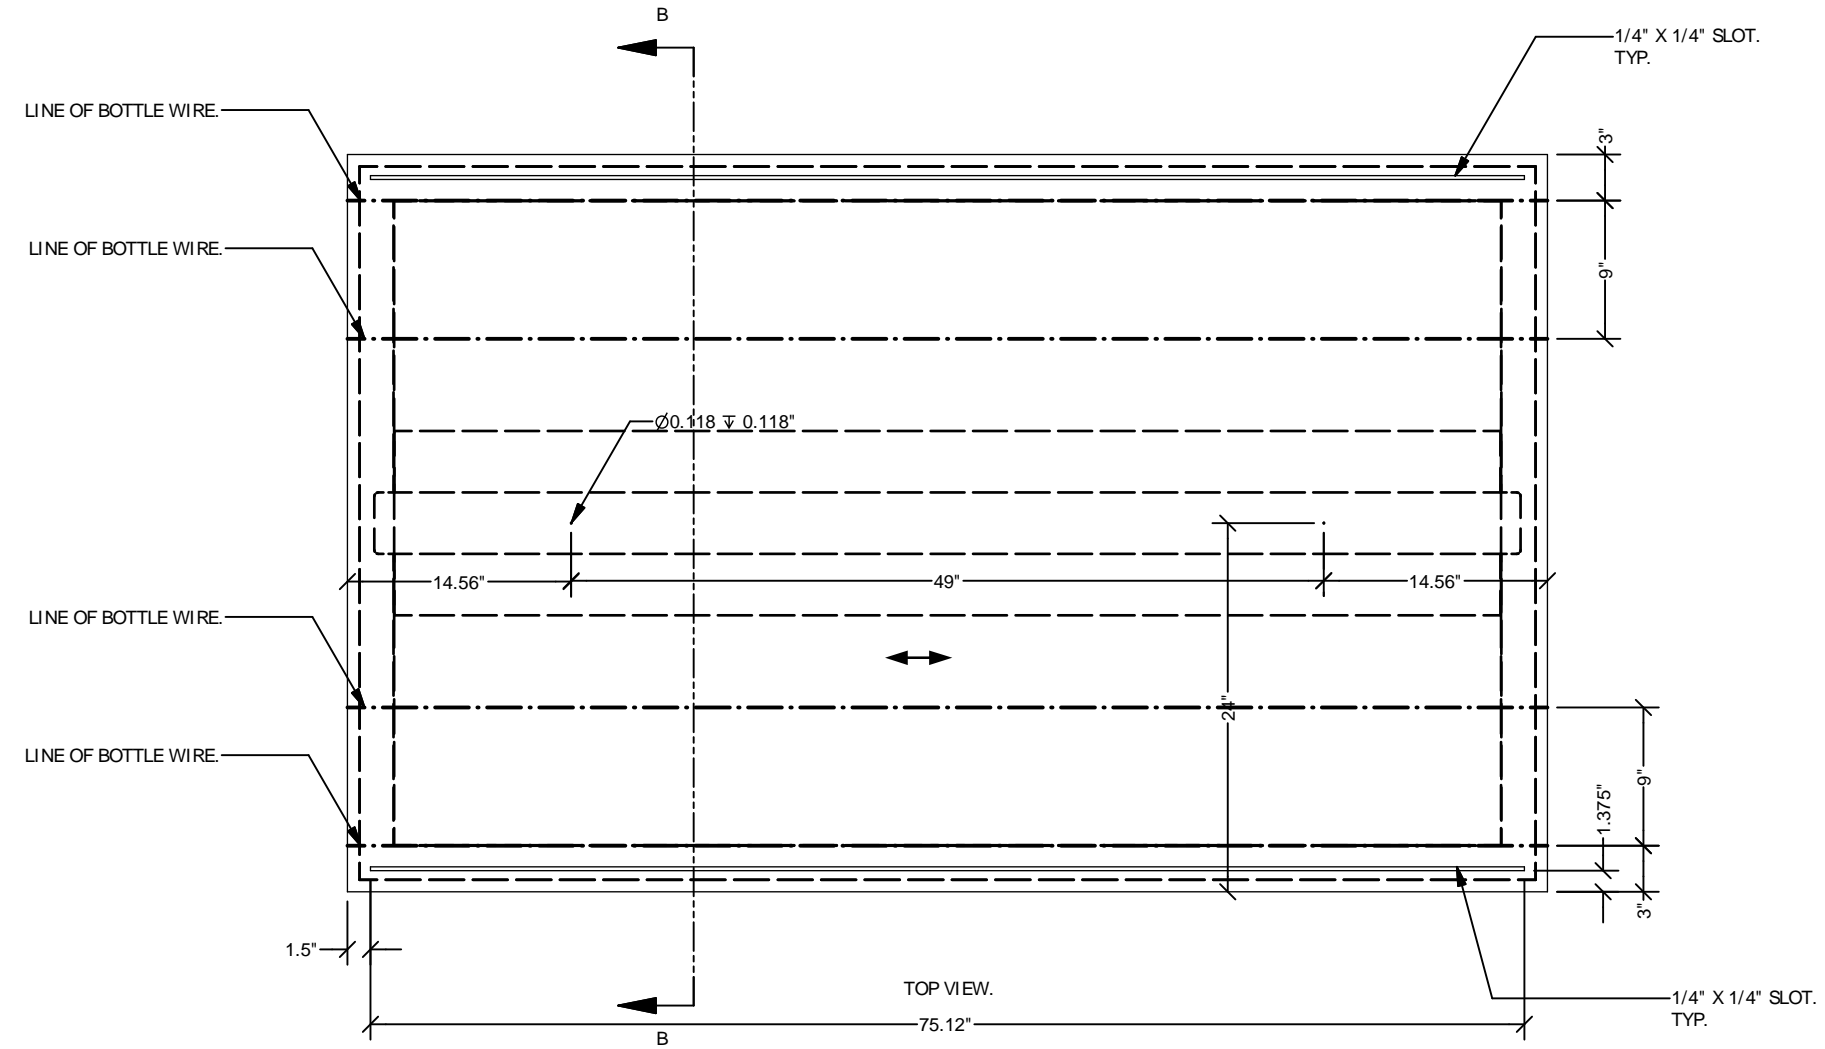 B
1/4" X 1/4" SLOT.
TYP.
LINE OF BOTTLE WIRE.
3"
LINE OF BOTTLE WIRE.
9"
Ø0.118 ↧ 0.118"
14.56"
49"
14.56"
LINE OF BOTTLE WIRE.
24"
LINE OF BOTTLE WIRE.
9"
1.375"
3"
1.5"
TOP VIEW.
1/4" X 1/4" SLOT.
TYP.
75.12"
B